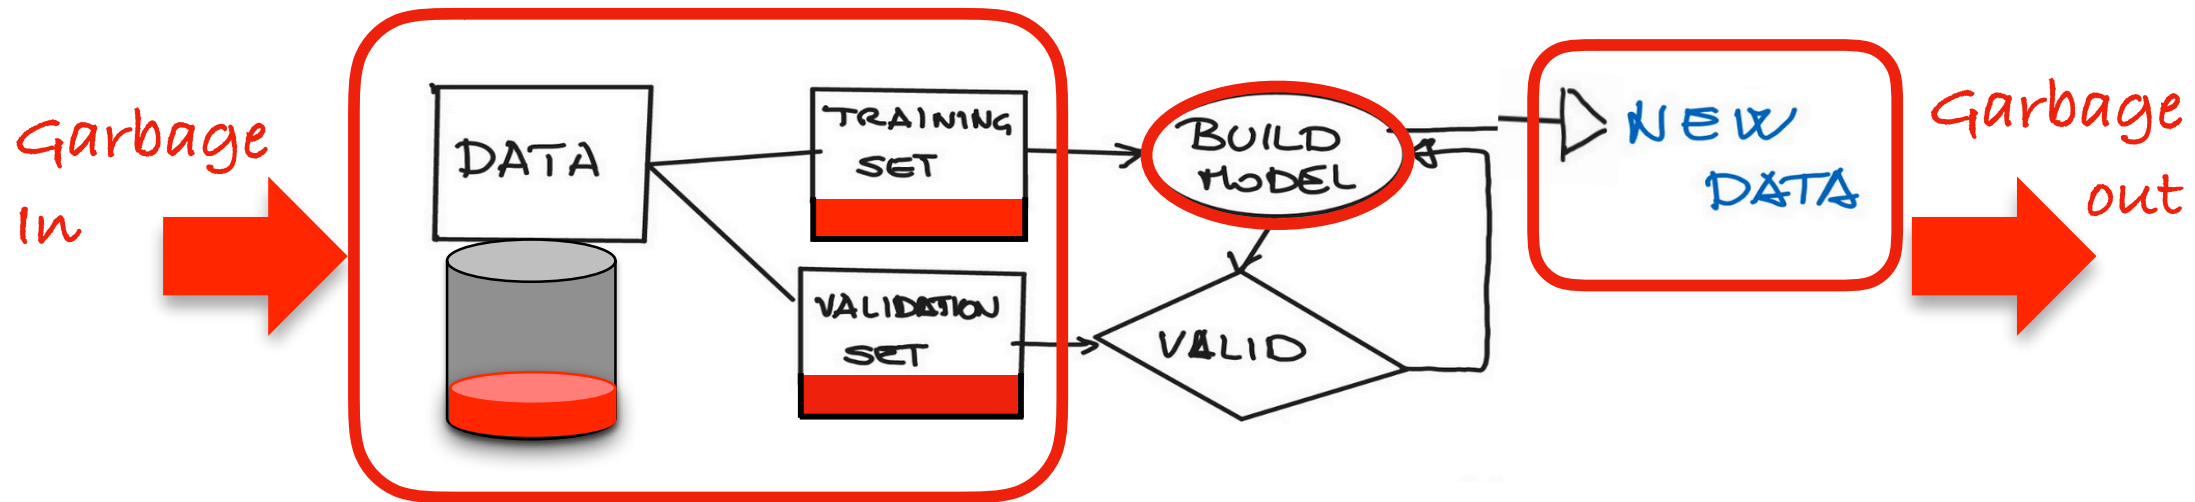 Garbage
In
DATA
TRAINING
SET
VALIDATION
SET
BUILD
MODEL
VALID
NEW
DATA
Garbage
out